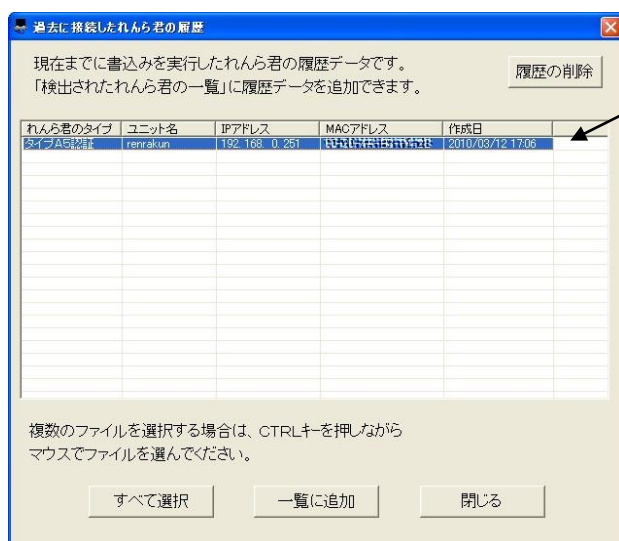 過去に接続したれんら君の履歴
現在までに書込みを実行したれんら君の履歴データです。
「検出されたれんら君の一覧」に履歴データを追加できます。
履歴の削除
れんら君のタイプ ユニット名 IPアドレス MACアドレス 作成日
タイプA5認証 renrakun 192.168. 0.251 2010/03/12 17:06
複数のファイルを選択する場合は、CTRLキーを押しながら
マウスでファイルを選んでください。
すべて選択 一覧に追加 閉じる